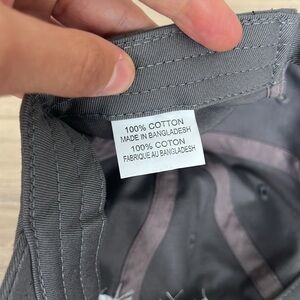 100% COTTON
MADE IN BANGLADESH
100% COTON
FABRIQUE AU BANGLADESH